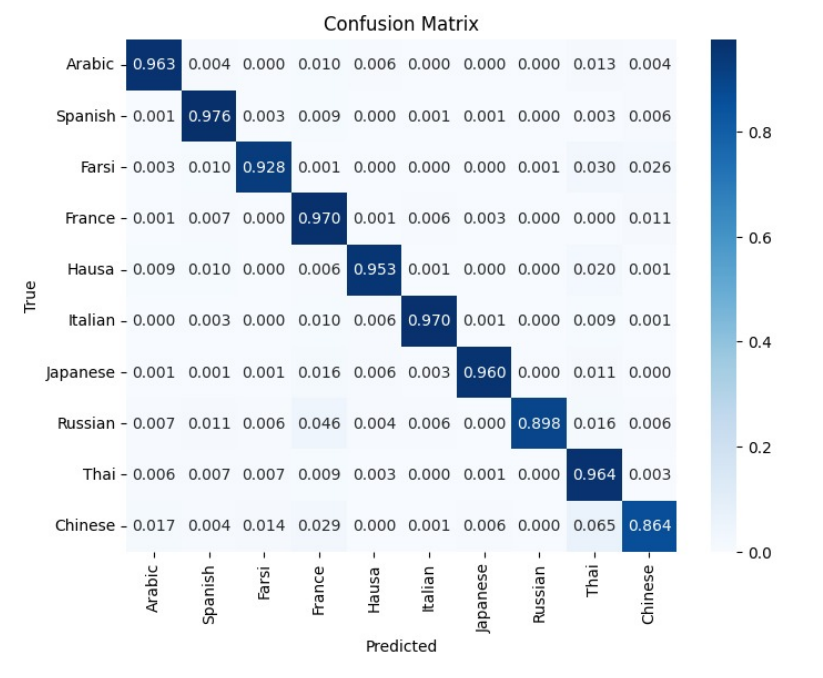 Confusion Matrix
Arabic 0.963 0.004 0.000 0.010 0.006 0.000 0.000 0.000 0.013 0.004
Spanish 0.001 0.976 0.003 0.009 0.000 0.001 0.001 0.000 0.003 0.006
Farsi 0.003 0.010 0.928 0.001 0.000 0.000 0.000 0.001 0.030 0.026
France 0.001 0.007 0.000 0.970 0.001 0.006 0.003 0.000 0.000 0.011
Hausa 0.009 0.010 0.000 0.006 0.953 0.001 0.000 0.000 0.020 0.001
Italian 0.000 0.003 0.000 0.010 0.006 0.970 0.001 0.000 0.009 0.001
Japanese 0.001 0.001 0.001 0.016 0.006 0.003 0.960 0.000 0.011 0.000
Russian 0.007 0.011 0.006 0.046 0.004 0.006 0.000 0.898 0.016 0.006
Thai 0.006 0.007 0.007 0.009 0.003 0.000 0.001 0.000 0.964 0.003
Chinese 0.017 0.004 0.014 0.029 0.000 0.001 0.006 0.000 0.065 0.864
True
Arabic Spanish Farsi France Hausa Italian Japanese Russian Thai Chinese
Predicted
0.8
0.6
0.4
0.2
0.0